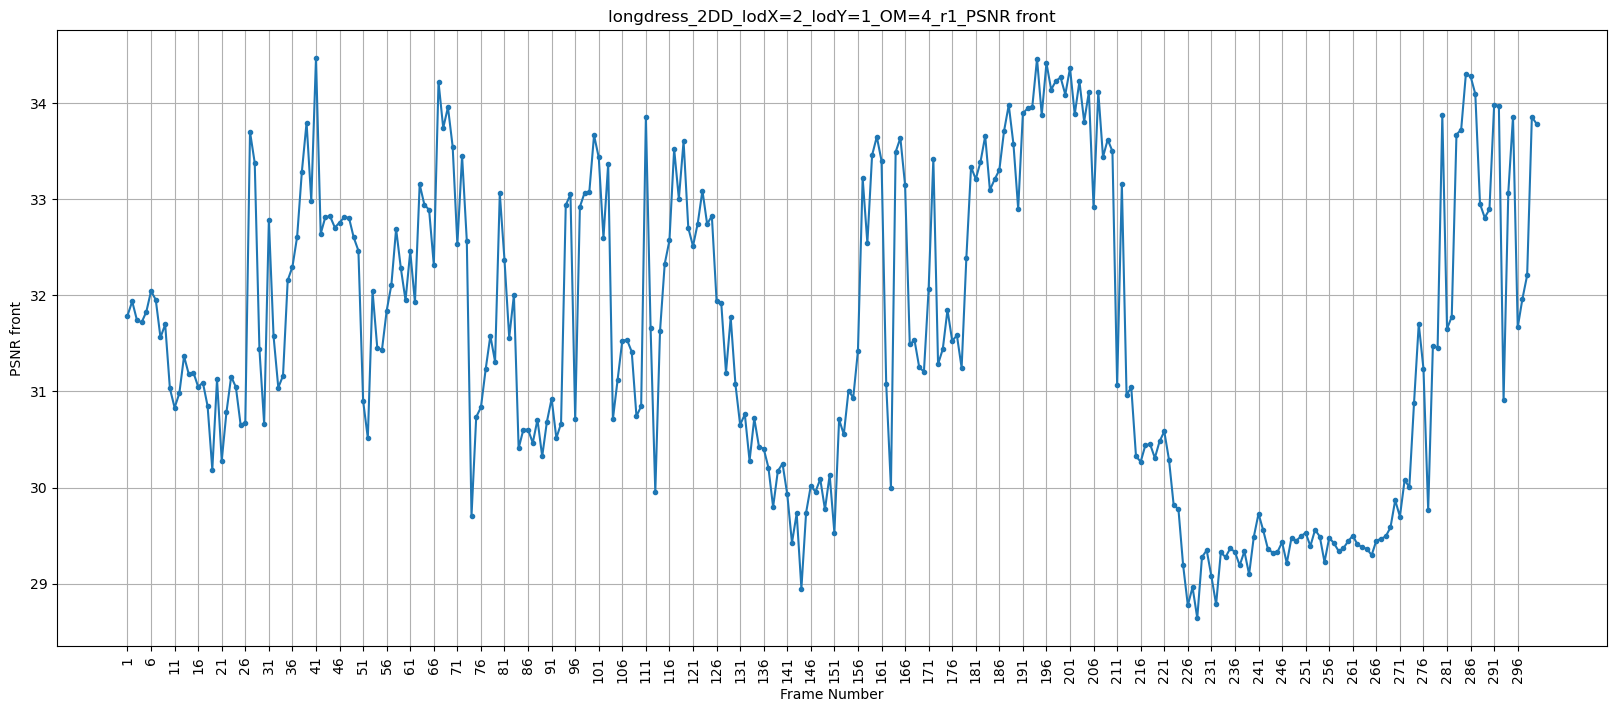 longdress_2DD_lodX=2_lodY=1_OM=4_r1_PSNR front
PSNR front
34
33
32
31
30
29
1 6 11 16 21 26 31 36 41 46 51 56 61 66 71 76 81 86 91 96 101 106 111 116 121 126 131 136 141 146 151 156 161 166 171 176 181 186 191 196 201 206 211 216 221 226 231 236 241 246 251 256 261 266 271 276 281 286 291 296
Frame Number